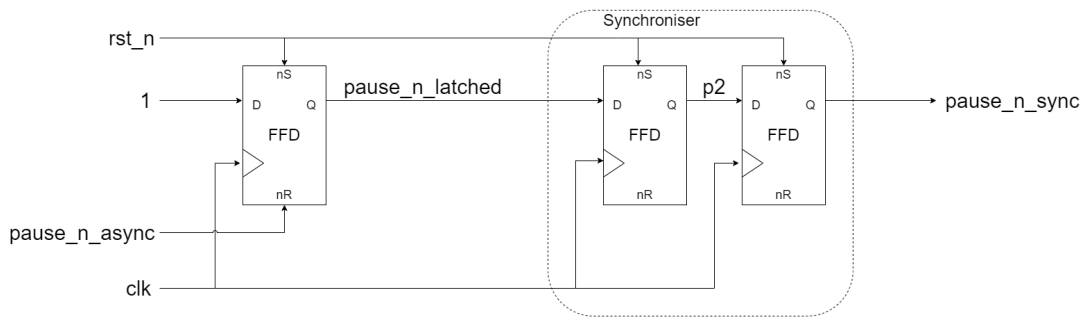 Synchroniser
rst_n
nS
nS
nS
1
D
Q
pause_n_latched
D
Q
p2
D
Q
pause_n_sync
FFD
FFD
FFD
nR
nR
nR
pause_n_async
clk